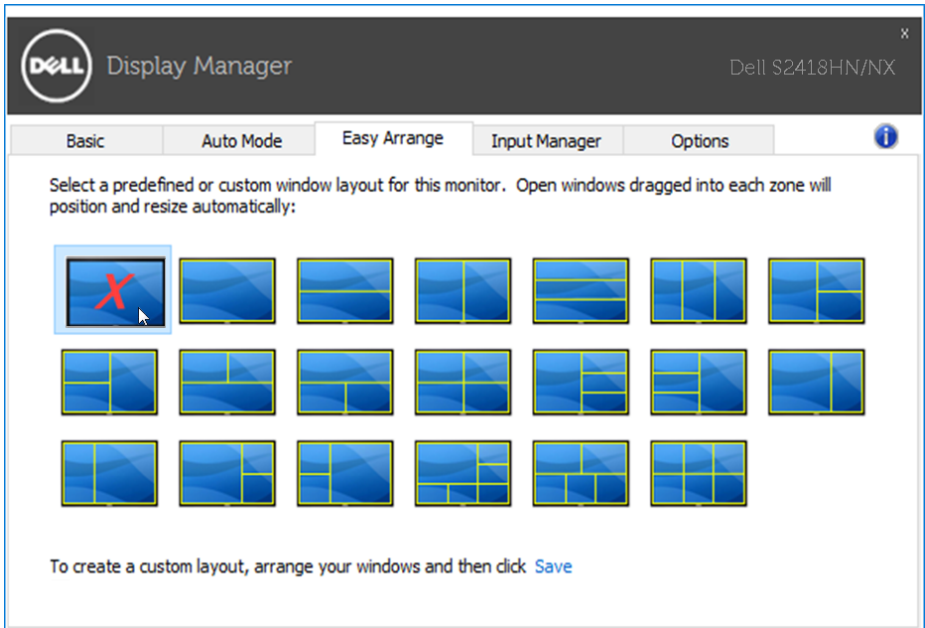 X
DELL
Display Manager
Dell S2418HN/NX
Basic
Auto Mode
Easy Arrange
Input Manager
Options
i
Select a predefined or custom window layout for this monitor.  Open windows dragged into each zone will
position and resize automatically:
X
To create a custom layout, arrange your windows and then click Save